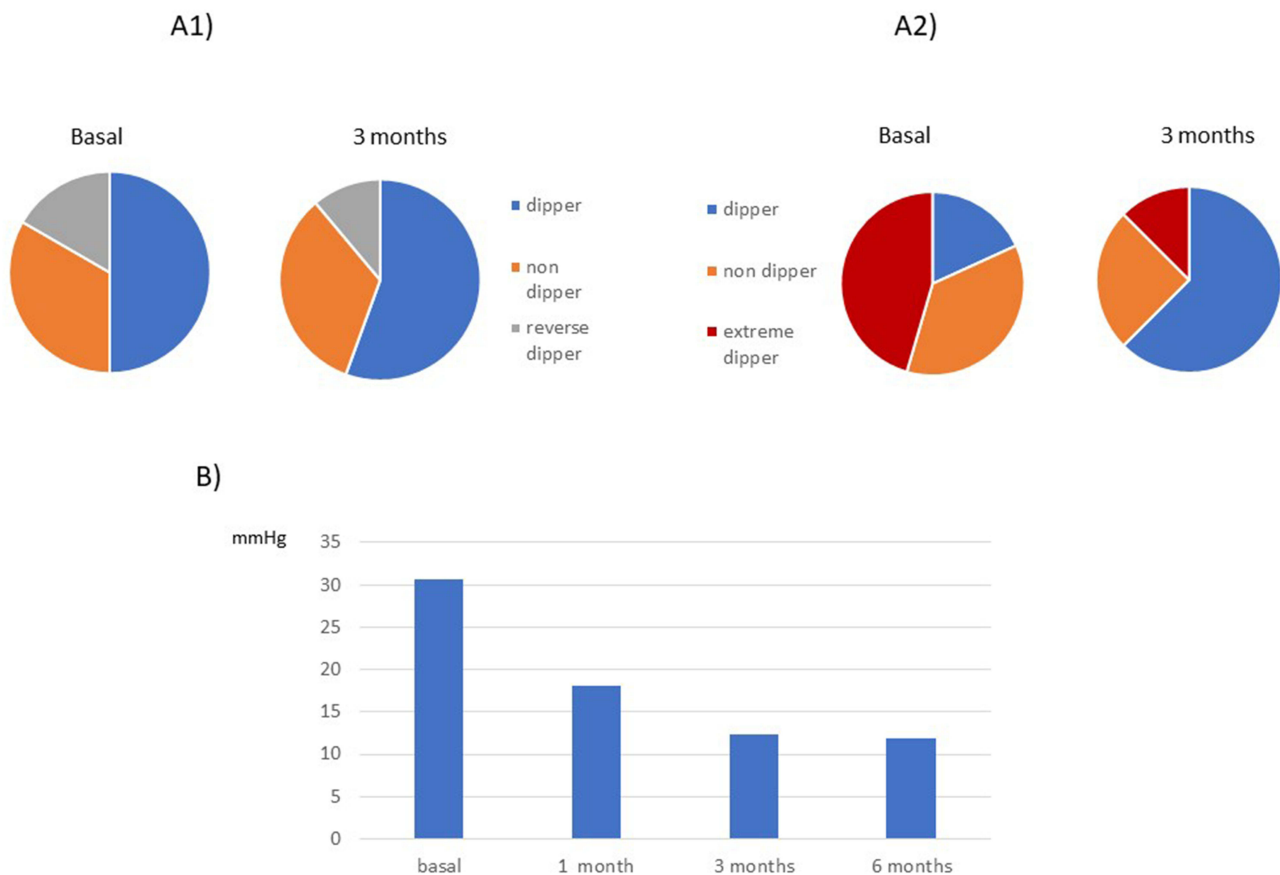 A1)
A2)
Basal
3 months
Basal
3 months
dipper
non
dipper
reverse
dipper
dipper
non dipper
extreme
dipper
B)
mmHg
35
30
25
20
15
10
5
0
basal
1 month
3 months
6 months